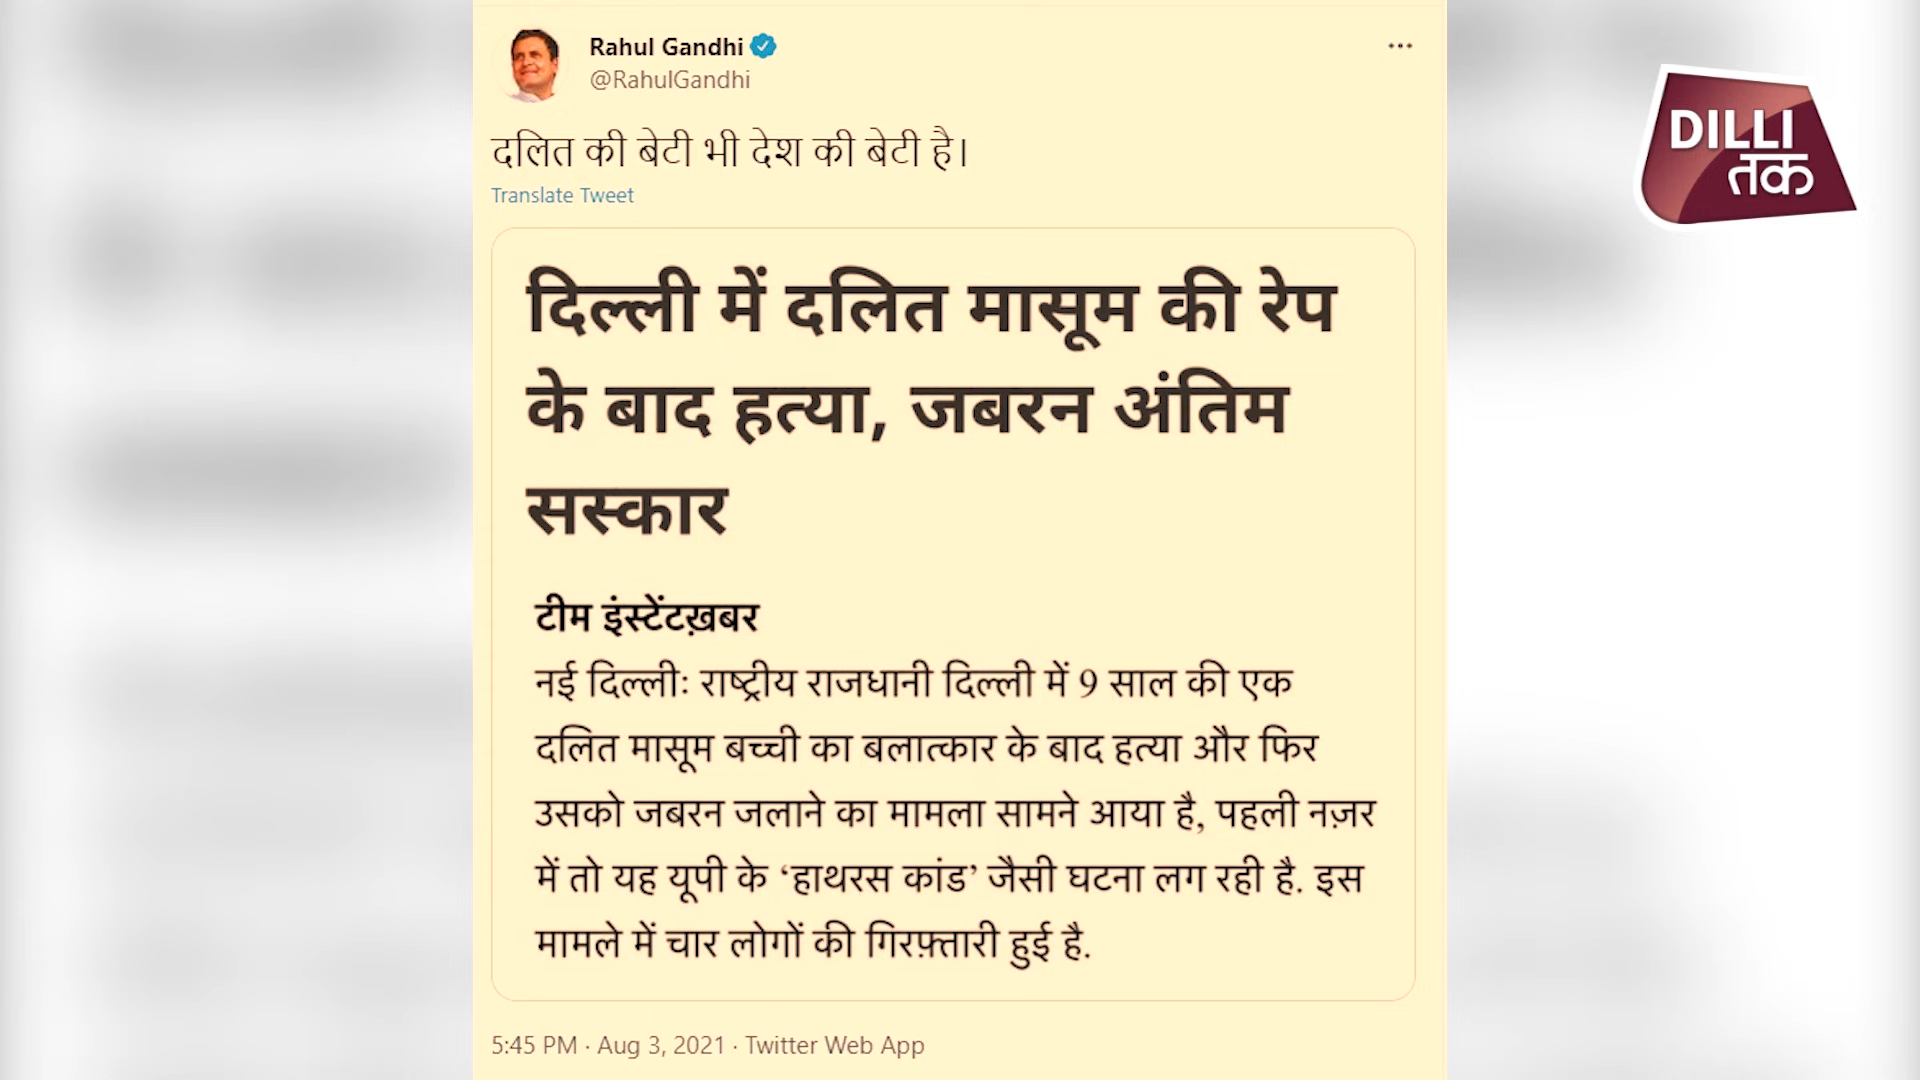 Rahul Gandhi
@RahulGandhi
दलित की बेटी भी देश की बेटी है।
Translate Tweet
दिल्ली में दलित मासूम की रेप
के बाद हत्या, जबरन अंतिम
सस्कार
टीम इंस्टेंटख़बर
नई दिल्लीः राष्ट्रीय राजधानी दिल्ली में 9 साल की एक
दलित मासूम बच्ची का बलात्कार के बाद हत्या और फिर
उसको जबरन जलाने का मामला सामने आया है, पहली नज़र
में तो यह यूपी के ‘हाथरस कांड’ जैसी घटना लग रही है. इस
मामले में चार लोगों की गिरफ़्तारी हुई है.
5:45 PM · Aug 3, 2021 · Twitter Web App
DILLI
तक